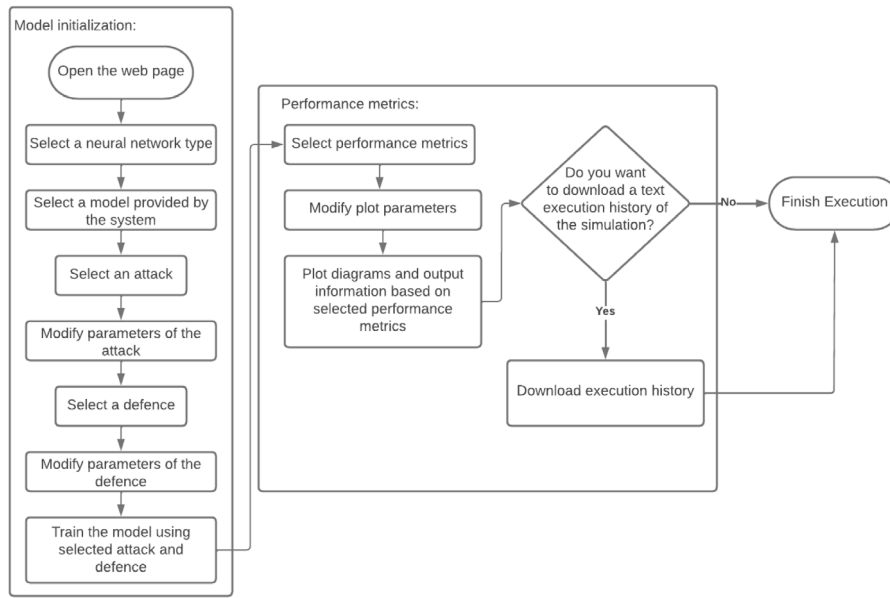 Model initialization:
Open the web page
Select a neural network type
Select a model provided by
the system
Select an attack
Modify parameters of the
attack
Select a defence
Modify parameters of the
defence
Train the model using
selected attack and
defence
Performance metrics:
Select performance metrics
Modify plot parameters
Plot diagrams and output
information based on
selected performance
metrics
Do you want
to download a text
execution history of
the simulation?
No
Yes
Download execution history
Finish Execution